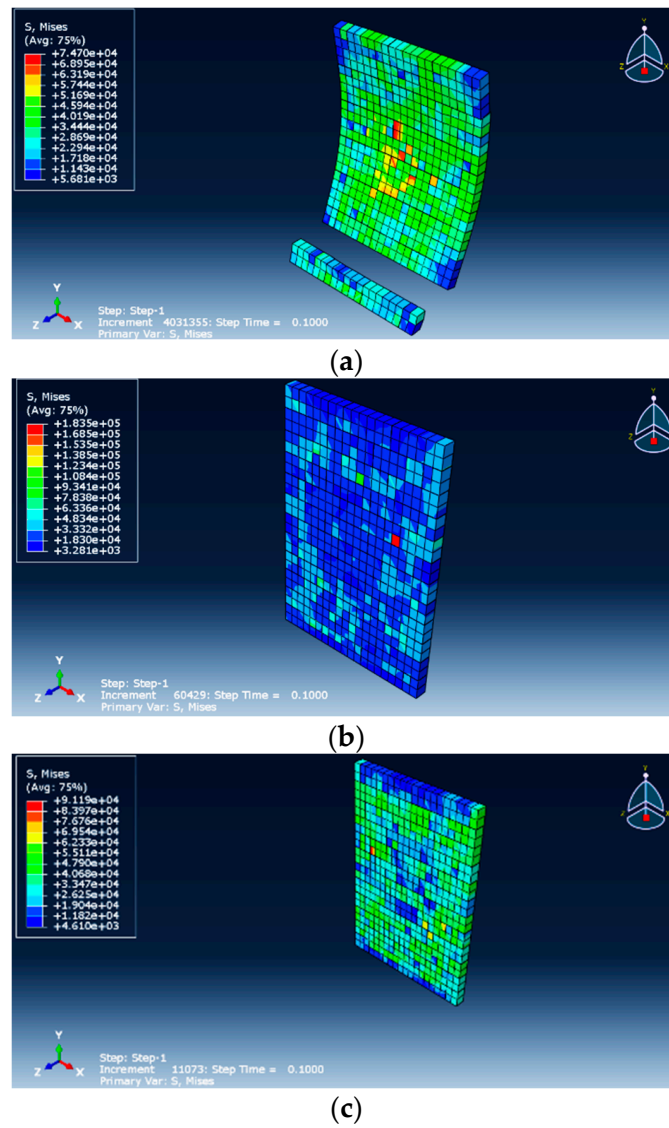 S, Mises
(Avg: 75%)
+7.470e+04
+6.895e+04
+6.319e+04
+5.744e+04
+5.169e+04
+4.594e+04
+4.019e+04
+3.444e+04
+2.869e+04
+2.294e+04
+1.718e+04
+1.143e+04
+5.681e+03
Y
Z
X
Y
Z
X
Step: Step-1
Increment 4031355: Step Time = 0.1000
Primary Var: S, Mises
(a)
S, Mises
(Avg: 75%)
+1.835e+05
+1.685e+05
+1.535e+05
+1.385e+05
+1.234e+05
+1.084e+05
+9.341e+04
+7.838e+04
+6.336e+04
+4.834e+04
+3.332e+04
+1.830e+04
+3.281e+03
Y
Z
Y
Z
X
Step: Step-1
Increment 60429: Step Time = 0.1000
Primary Var: S, Mises
(b)
S, Mises
(Avg: 75%)
+9.119e+04
+8.397e+04
+7.676e+04
+6.954e+04
+6.233e+04
+5.511e+04
+4.790e+04
+4.068e+04
+3.347e+04
+2.625e+04
+1.904e+04
+1.182e+04
+4.610e+03
Y
Z
X
Y
Z
X
Step: Step-1
Increment 11073: Step Time = 0.1000
Primary Var: S, Mises
(c)